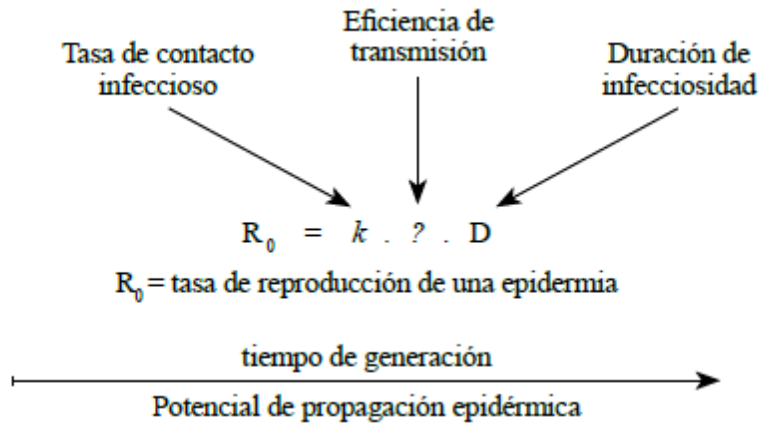 Eficiencia de
transmisión
Tasa de contacto
infeccioso
Duración de
infecciosidad
R₀ = k . ? . D
R₀ = tasa de reproducción de una epidermia
tiempo de generación
Potencial de propagación epidérmica